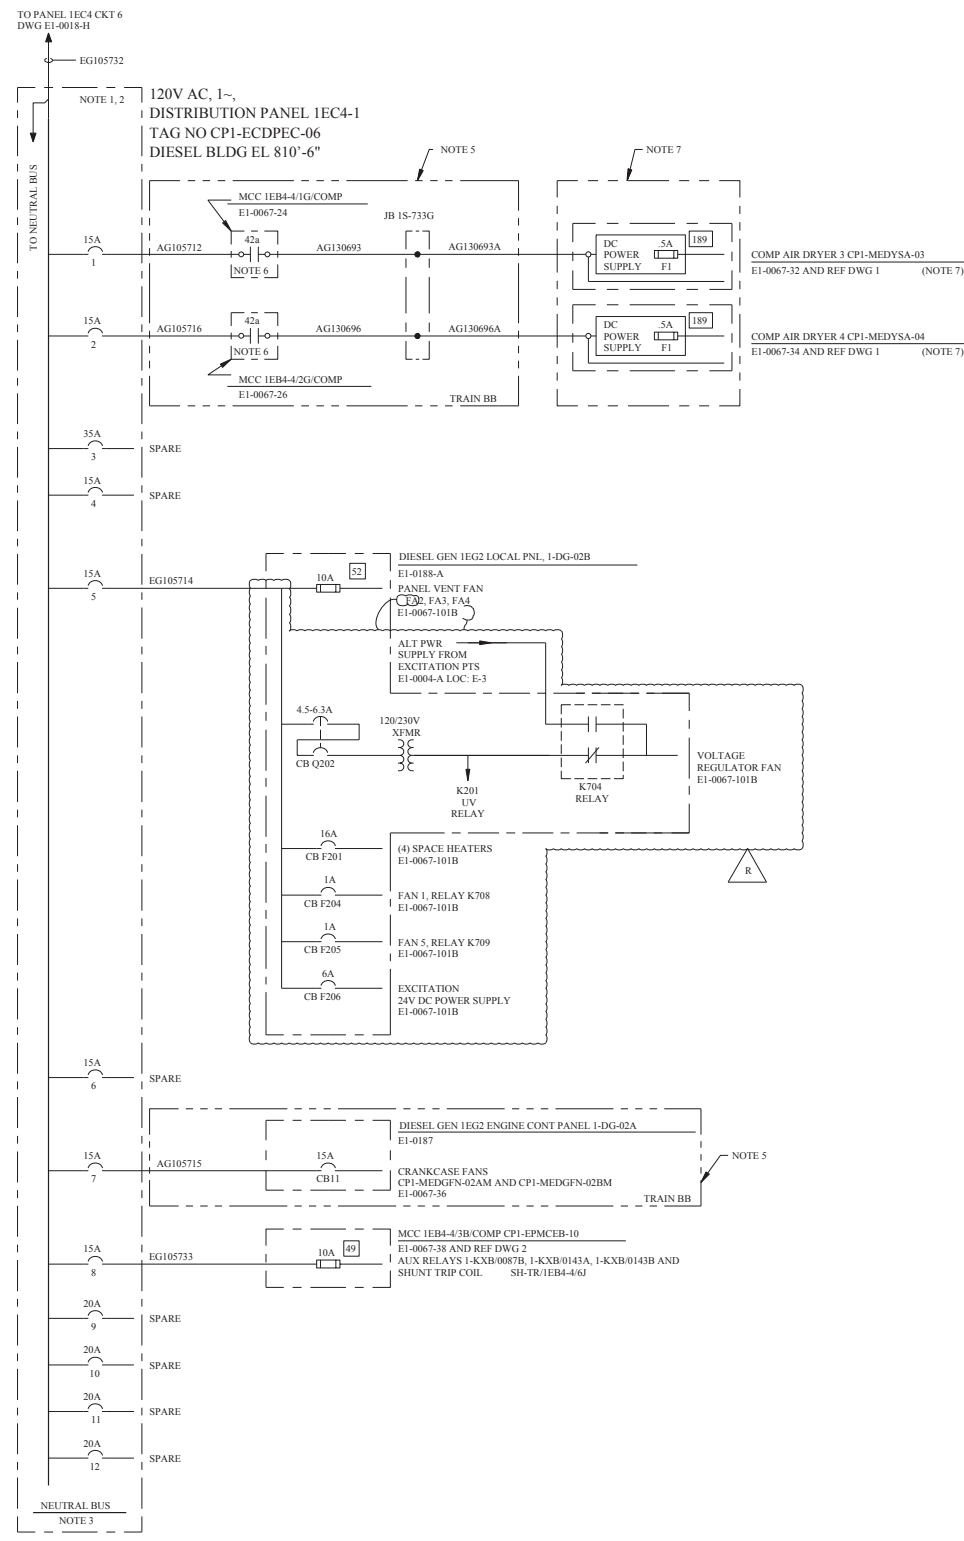 TO PANEL 1EC4 CKT 6
DWG E1-0018-H
EG105732
NOTE 1, 2
120V AC, 1~,
DISTRIBUTION PANEL 1EC4-1
TAG NO CP1-ECDPEC-06
DIESEL BLDG EL 810'-6"
TO NEUTRAL BUS
NOTE 5
NOTE 7
MCC 1EB4-4/1G/COMP
E1-0067-24
JB 1S-733G
15A
1
AG105712
42a
NOTE 6
AG130693
AG130693A
DC
POWER
SUPPLY
.5A
F1
189
COMP AIR DRYER 3 CP1-MEDYSA-03
E1-0067-32 AND REF DWG 1 (NOTE 7)
15A
2
AG105716
42a
NOTE 6
AG130696
AG130696A
DC
POWER
SUPPLY
.5A
F1
189
COMP AIR DRYER 4 CP1-MEDYSA-04
E1-0067-34 AND REF DWG 1 (NOTE 7)
MCC 1EB4-4/2G/COMP
E1-0067-26
TRAIN BB
35A
3
SPARE
15A
4
SPARE
15A
5
EG105714
10A
52
DIESEL GEN 1EG2 LOCAL PNL, 1-DG-02B
E1-0188-A
PANEL VENT FAN
FA2, FA3, FA4
E1-0067-101B
ALT PWR
SUPPLY FROM
EXCITATION PTS
E1-0004-A LOC: E-3
4.5-6.3A
CB Q202
120/230V
XFMR
K201
UV
RELAY
K704
RELAY
VOLTAGE
REGULATOR FAN
E1-0067-101B
16A
CB F201
(4) SPACE HEATERS
E1-0067-101B
R
1A
CB F204
FAN 1, RELAY K708
E1-0067-101B
1A
CB F205
FAN 5, RELAY K709
E1-0067-101B
6A
CB F206
EXCITATION
24V DC POWER SUPPLY
E1-0067-101B
15A
6
SPARE
15A
7
AG105715
15A
CB11
DIESEL GEN 1EG2 ENGINE CONT PANEL 1-DG-02A
E1-0187
CRANKCASE FANS
CP1-MEDGFN-02AM AND CP1-MEDGFN-02BM
E1-0067-36
NOTE 5
TRAIN BB
15A
8
EG105733
10A
49
MCC 1EB4-4/3B/COMP CP1-EPMCEB-10
E1-0067-38 AND REF DWG 2
AUX RELAYS 1-KXB/0087B, 1-KXB/0143A, 1-KXB/0143B AND
SHUNT TRIP COIL SH-TR/1EB4-4/6J
20A
9
SPARE
20A
10
SPARE
20A
11
SPARE
20A
12
SPARE
NEUTRAL BUS
NOTE 3